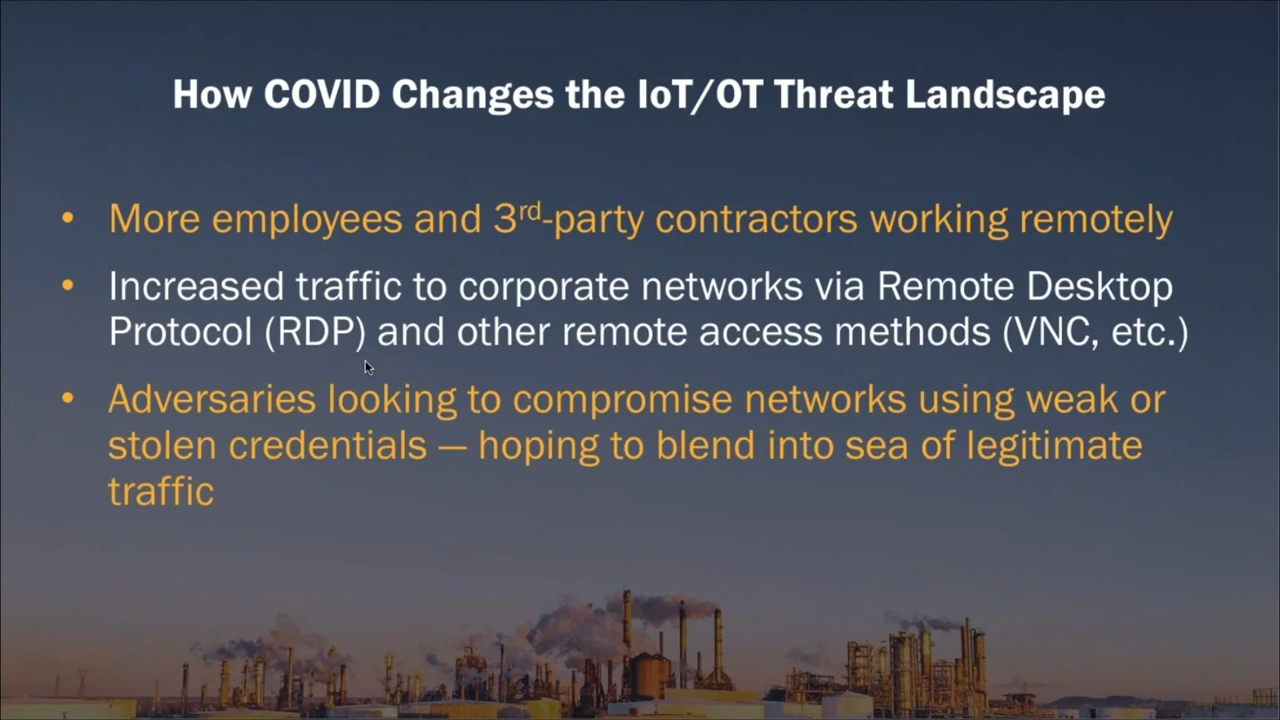 How COVID Changes the IoT/OT Threat Landscape
• More employees and 3rd-party contractors working remotely
• Increased traffic to corporate networks via Remote Desktop
Protocol (RDP) and other remote access methods (VNC, etc.)
• Adversaries looking to compromise networks using weak or
stolen credentials — hoping to blend into sea of legitimate
traffic